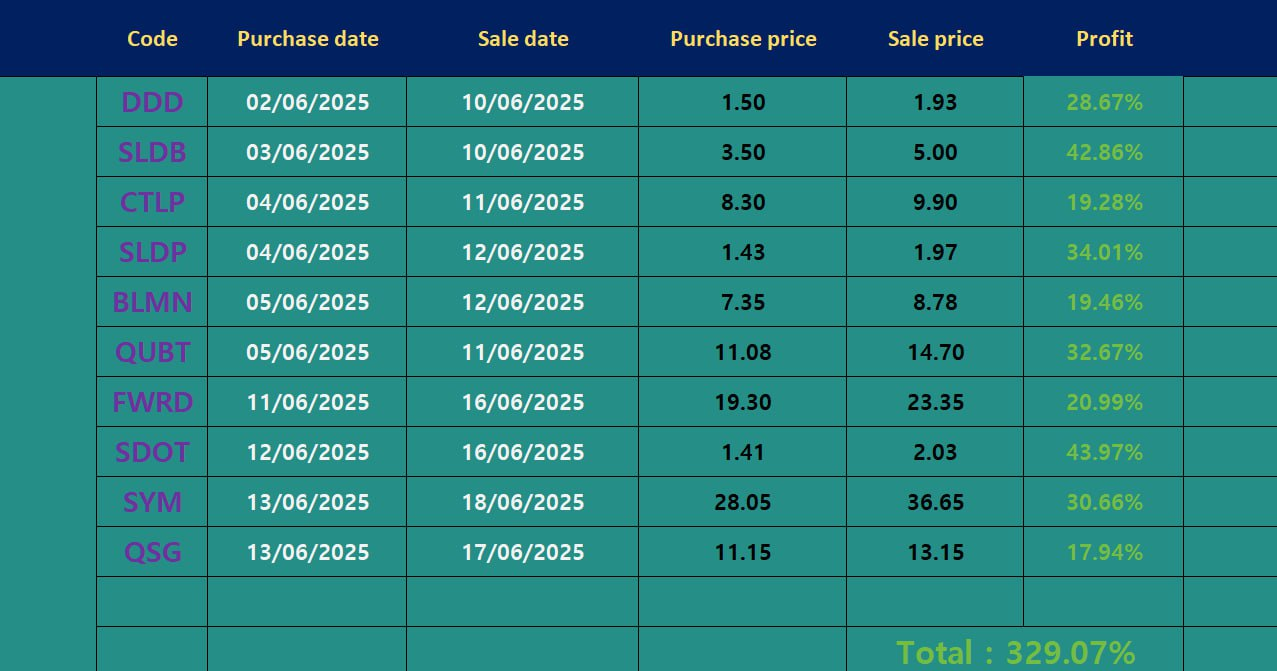 Code Purchase date Sale date Purchase price Sale price Profit
DDD 02/06/2025 10/06/2025 1.50 1.93 28.67%
SLDB 03/06/2025 10/06/2025 3.50 5.00 42.86%
CTLP 04/06/2025 11/06/2025 8.30 9.90 19.28%
SLDP 04/06/2025 12/06/2025 1.43 1.97 34.01%
BLMN 05/06/2025 12/06/2025 7.35 8.78 19.46%
QUBT 05/06/2025 11/06/2025 11.08 14.70 32.67%
FWRD 11/06/2025 16/06/2025 19.30 23.35 20.99%
SDOT 12/06/2025 16/06/2025 1.41 2.03 43.97%
SYM 13/06/2025 18/06/2025 28.05 36.65 30.66%
QSG 13/06/2025 17/06/2025 11.15 13.15 17.94%
Total : 329.07%